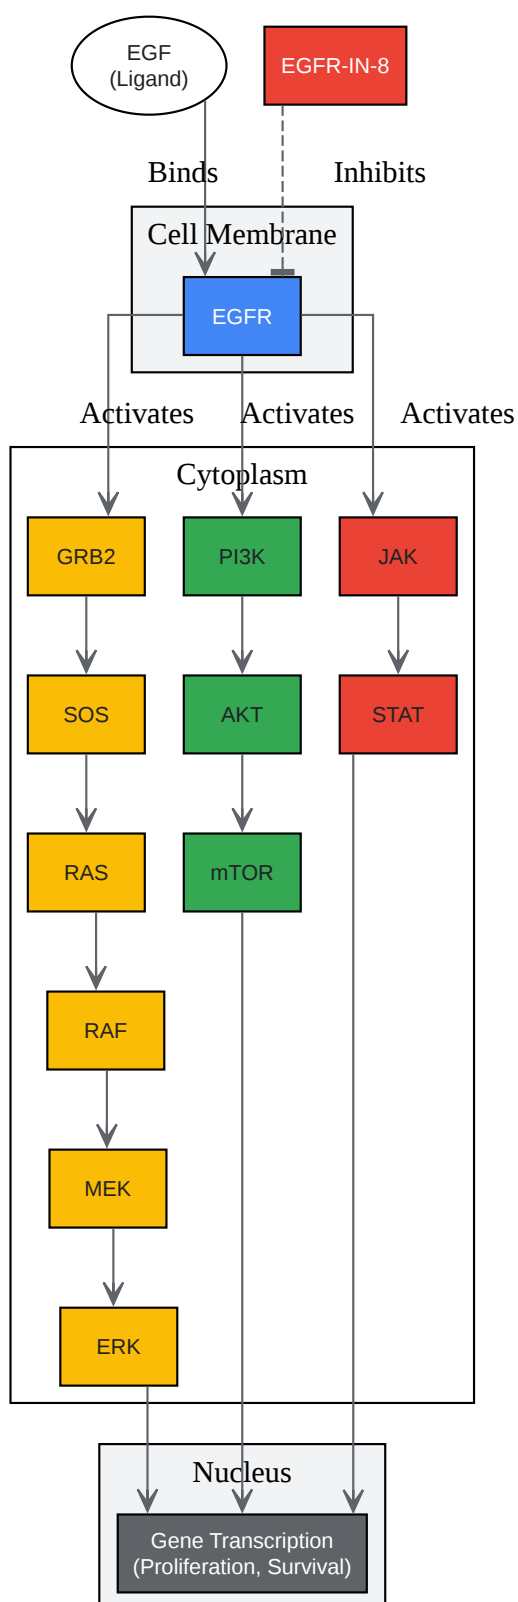 EGF
(Ligand)
EGFR-IN-8
Binds
Inhibits
Cell Membrane
EGFR
Activates
Activates
Activates
Cytoplasm
GRB2
PI3K
JAK
SOS
AKT
STAT
RAS
mTOR
RAF
MEK
ERK
Nucleus
Gene Transcription
(Proliferation, Survival)